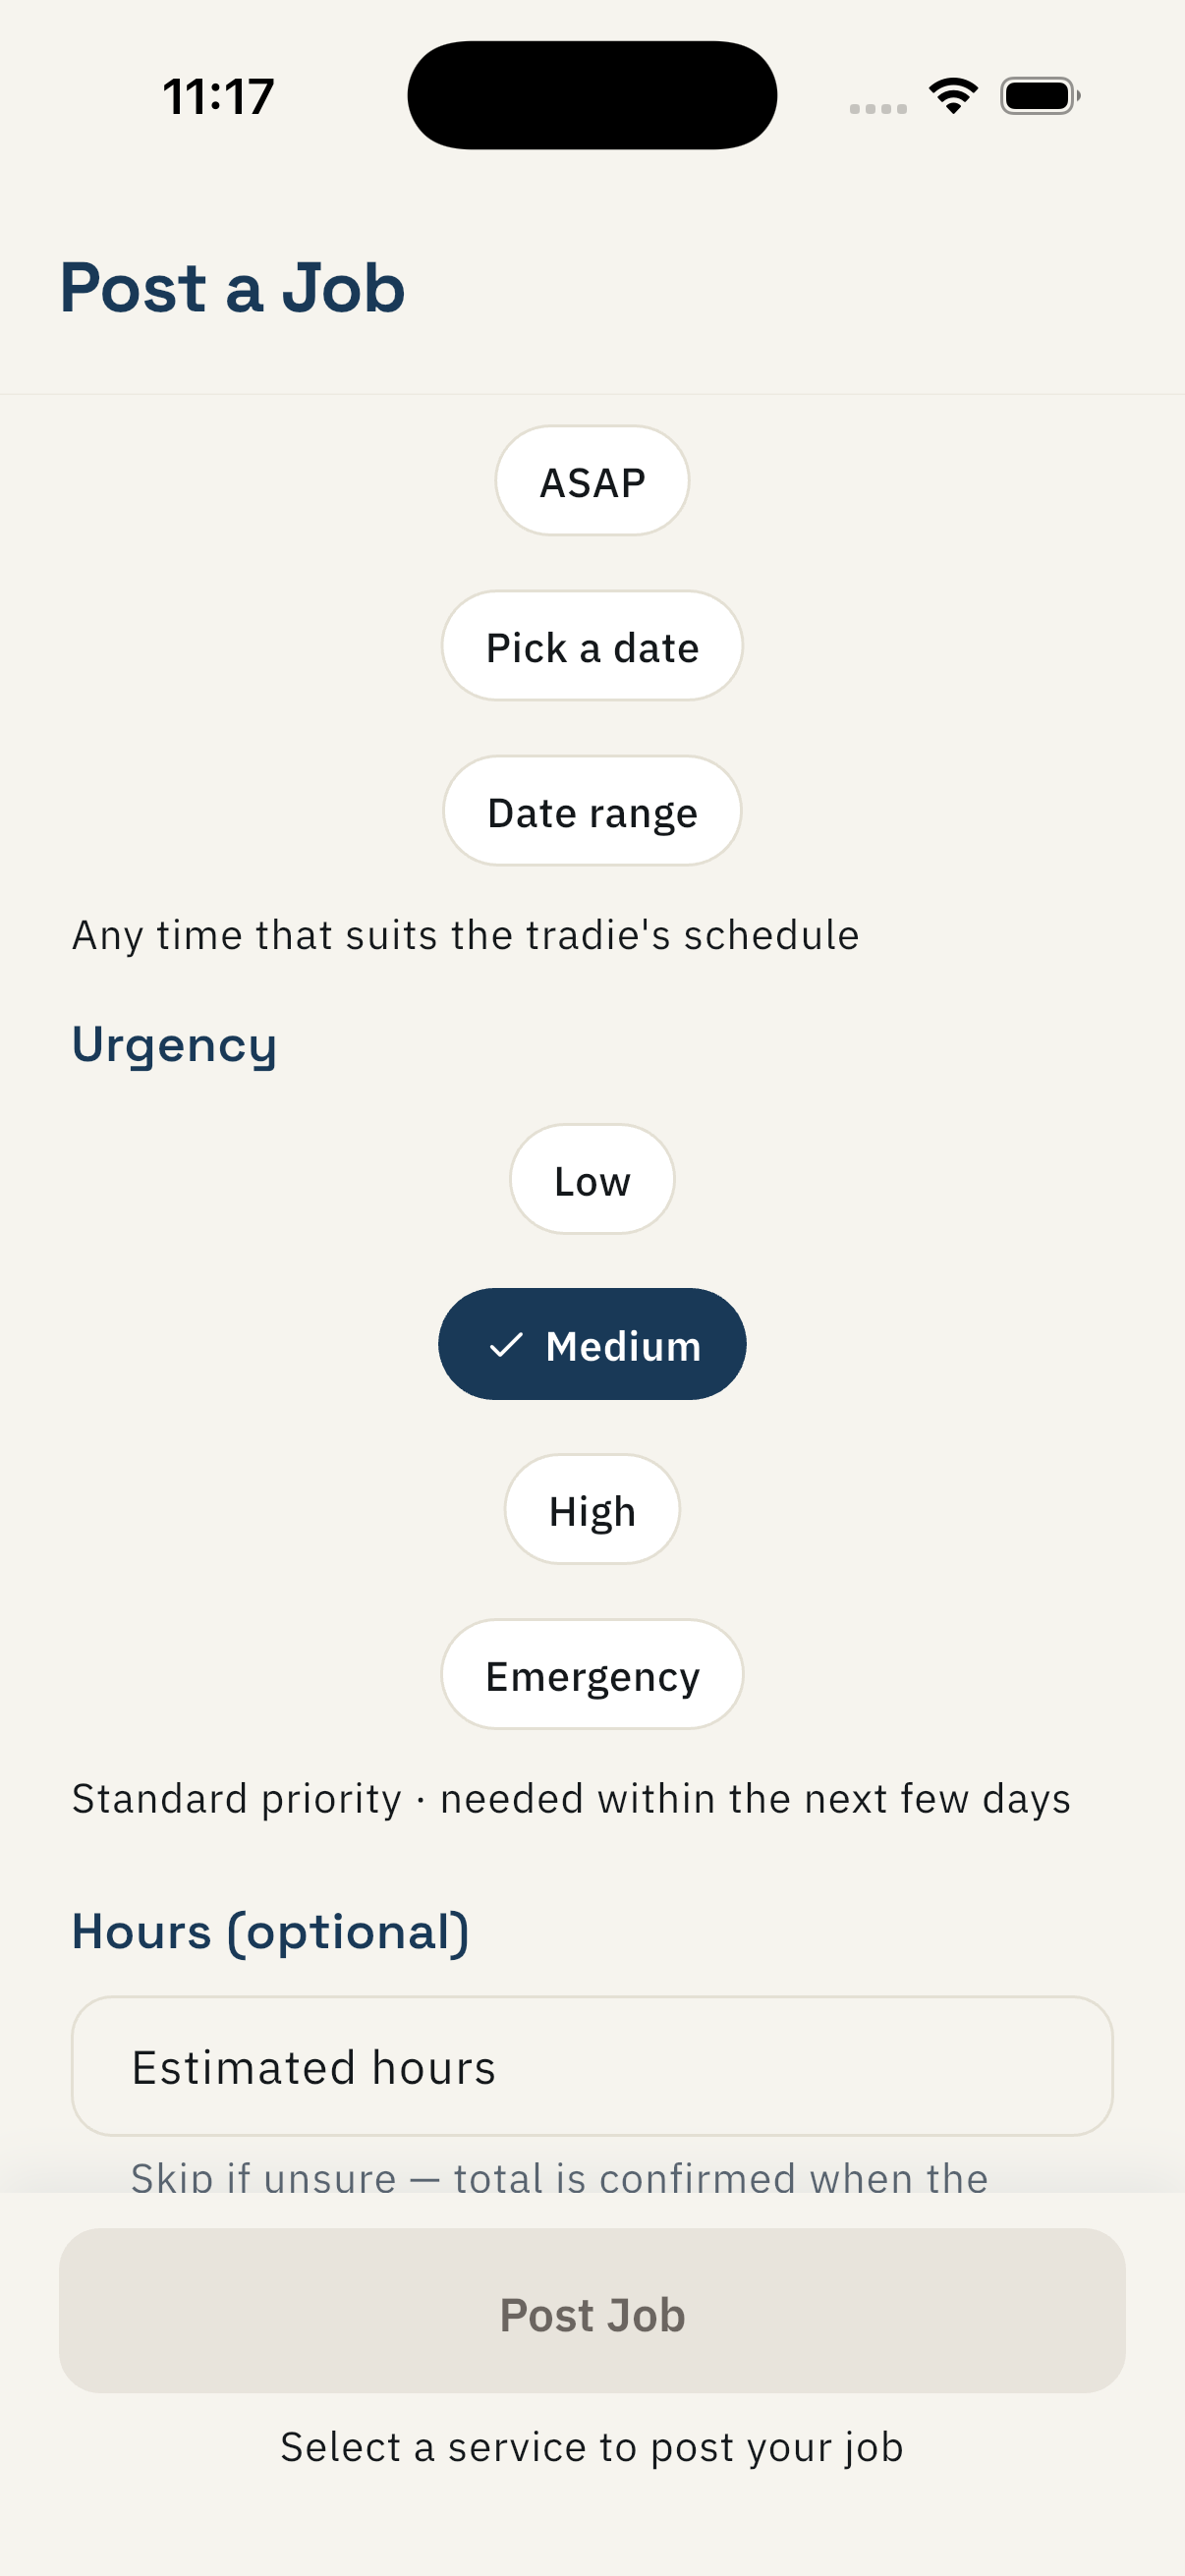 11:17
Post a Job
ASAP
Pick a date
Date range
Any time that suits the tradie's schedule
Urgency
Low
Medium
High
Emergency
Standard priority · needed within the next few days
Hours (optional)
Estimated hours
Skip if unsure — total is confirmed when the
Post Job
Select a service to post your job